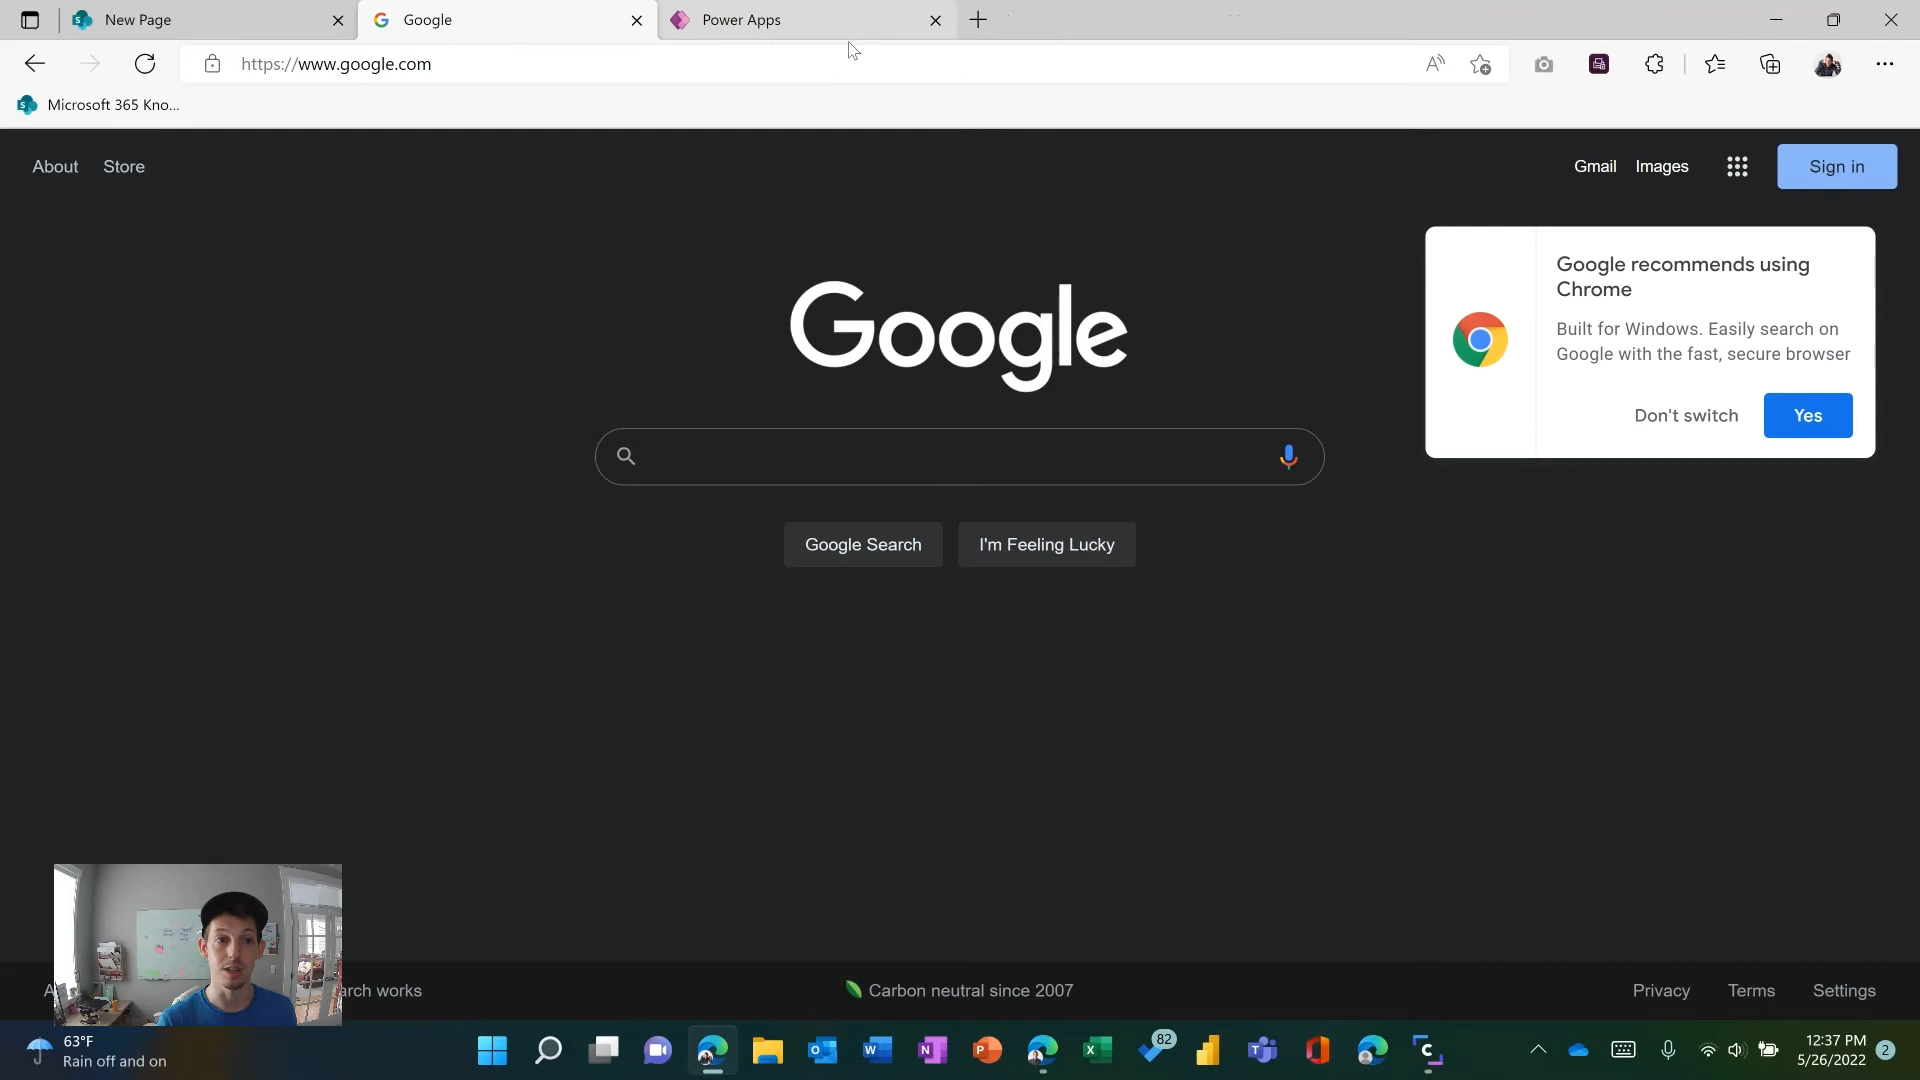 New Page
Google
Power Apps
https://www.google.com
Microsoft 365 Kno...
About
Store
Gmail
Images
Sign in
Google recommends using
Chrome
Built for Windows. Easily search on
Google with the fast, secure browser
Don't switch
Yes
Google
Google Search
I'm Feeling Lucky
arch works
Carbon neutral since 2007
Privacy
Terms
Settings
63°F
Rain off and on
82
12:37 PM
5/26/2022
2